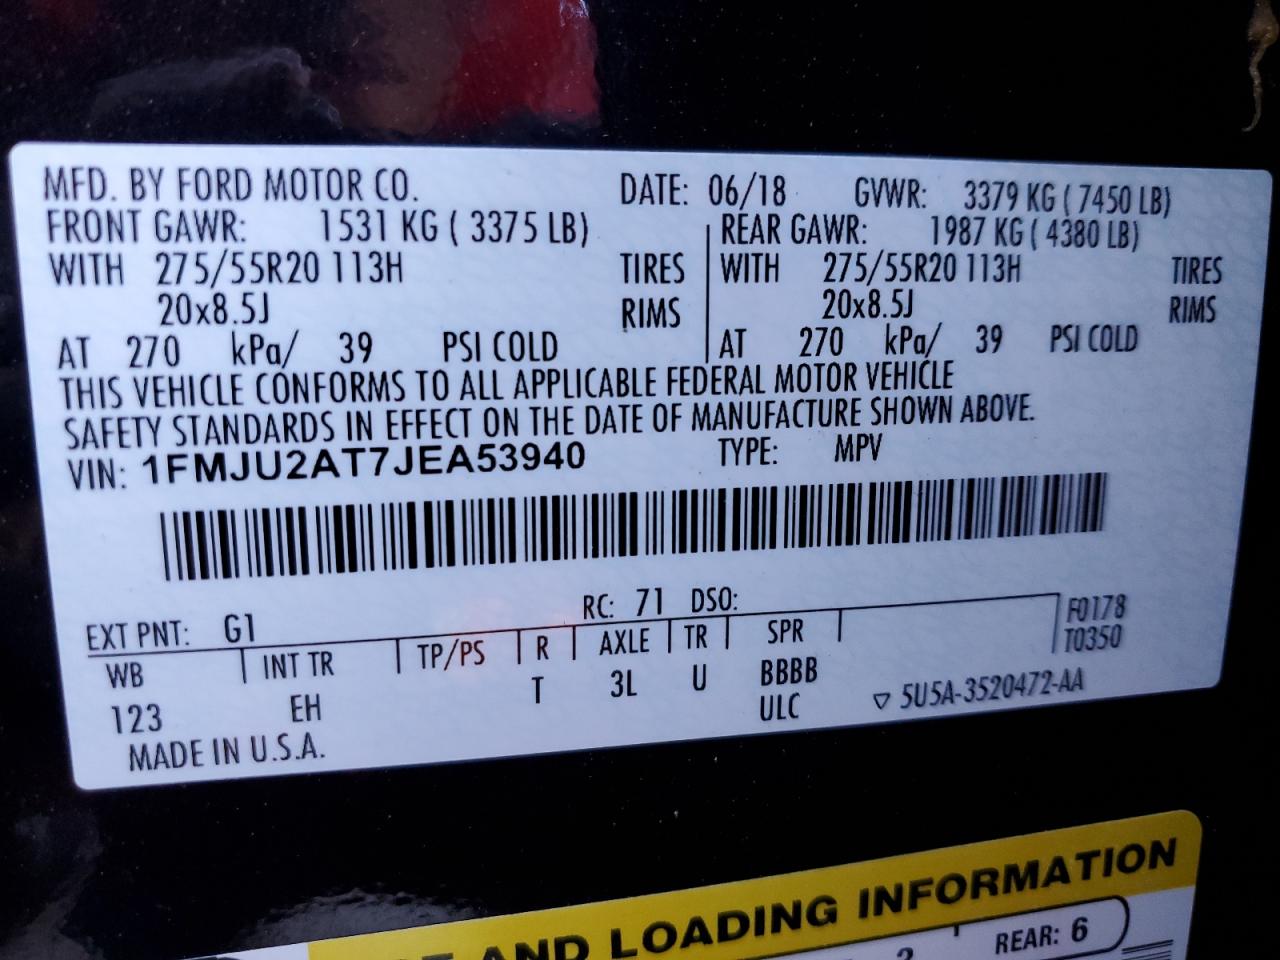 MFD. BY FORD MOTOR CO. DATE: 06/18 GVWR: 3379 KG ( 7450 LB)
FRONT GAWR: 1531 KG ( 3375 LB) REAR GAWR: 1987 KG ( 4380 LB)
WITH 275/55R20 113H TIRES WITH 275/55R20 113H TIRES
20x8.5J RIMS 20x8.5J RIMS
AT 270 kPa/ 39 PSI COLD AT 270 kPa/ 39 PSI COLD
THIS VEHICLE CONFORMS TO ALL APPLICABLE FEDERAL MOTOR VEHICLE
SAFETY STANDARDS IN EFFECT ON THE DATE OF MANUFACTURE SHOWN ABOVE.
VIN: 1FMJU2AT7JEA53940 TYPE: MPV
EXT PNT: G1 RC: 71 DSO: F0178
WB INT TR TP/PS R AXLE TR SPR T0350
123 EH T 3L U BBBB
ULC ▽ 5U5A-3520472-AA
MADE IN U.S.A.
AND LOADING INFORMATION
REAR: 6